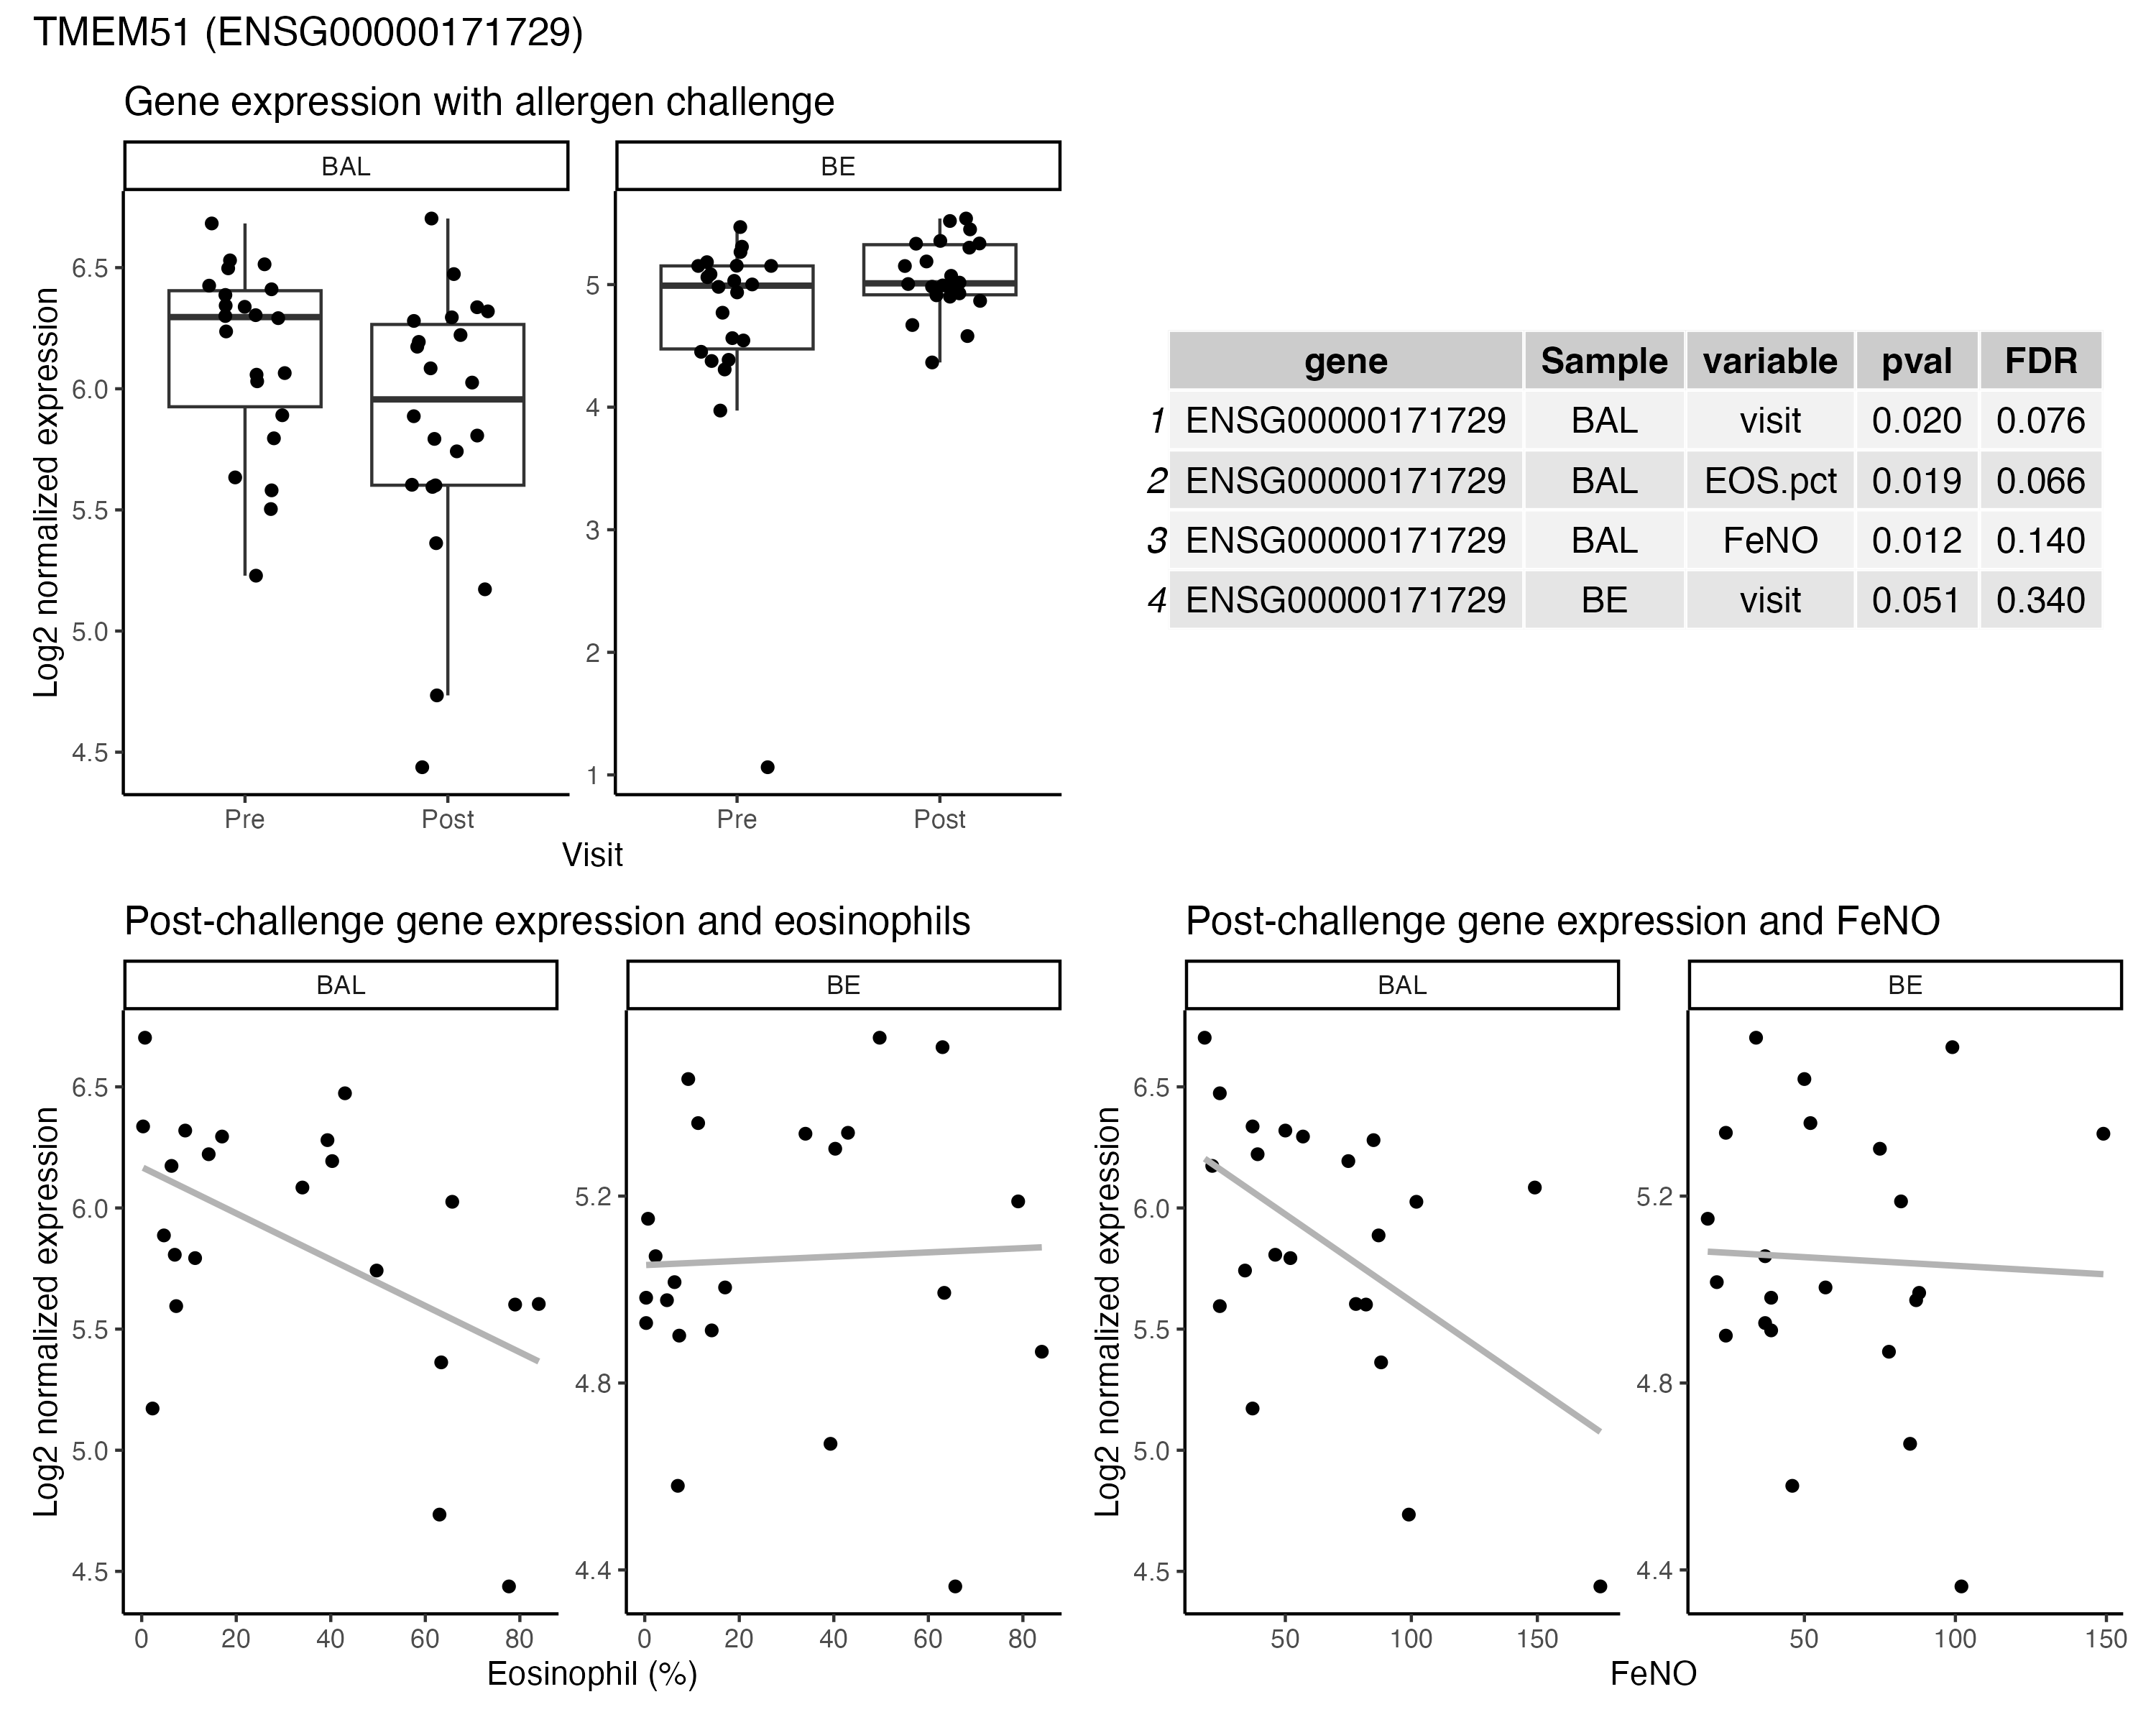 TMEM51 (ENSG00000171729)
Gene expression with allergen challenge
BAL BE
Log2 normalized expression
6.5
6.0
5.5
5.0
4.5
5
4
3
2
1
Pre Post Pre Post
Visit
gene Sample variable pval FDR
1 ENSG00000171729 BAL visit 0.020 0.076
2 ENSG00000171729 BAL EOS.pct 0.019 0.066
3 ENSG00000171729 BAL FeNO 0.012 0.140
4 ENSG00000171729 BE visit 0.051 0.340
Post-challenge gene expression and eosinophils
BAL BE
Log2 normalized expression
6.5
6.0
5.5
5.0
4.5
5.2
4.8
4.4
0 20 40 60 80 0 20 40 60 80
Eosinophil (%)
Post-challenge gene expression and FeNO
BAL BE
Log2 normalized expression
6.5
6.0
5.5
5.0
4.5
5.2
4.8
4.4
50 100 150 50 100 150
FeNO